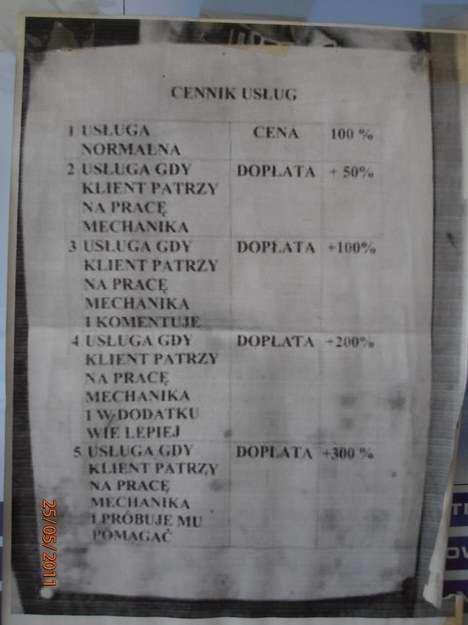 CENNIK USŁUG
1 USŁUGA CENA 100 %
NORMALNA
2 USŁUGA GDY DOPŁATA + 50%
KLIENT PATRZY
NA PRACĘ
MECHANIKA
3 USŁUGA GDY DOPŁATA +100%
KLIENT PATRZY
NA PRACĘ
MECHANIKA
I KOMENTUJE
4 USŁUGA GDY DOPŁATA +200%
KLIENT PATRZY
NA PRACĘ
MECHANIKA
I W DODATKU
WIE LEPIEJ
5 USŁUGA GDY DOPŁATA +300 %
KLIENT PATRZY
NA PRACĘ
MECHANIKA
I PRÓBUJE MU
POMAGAĆ
25/05/2011